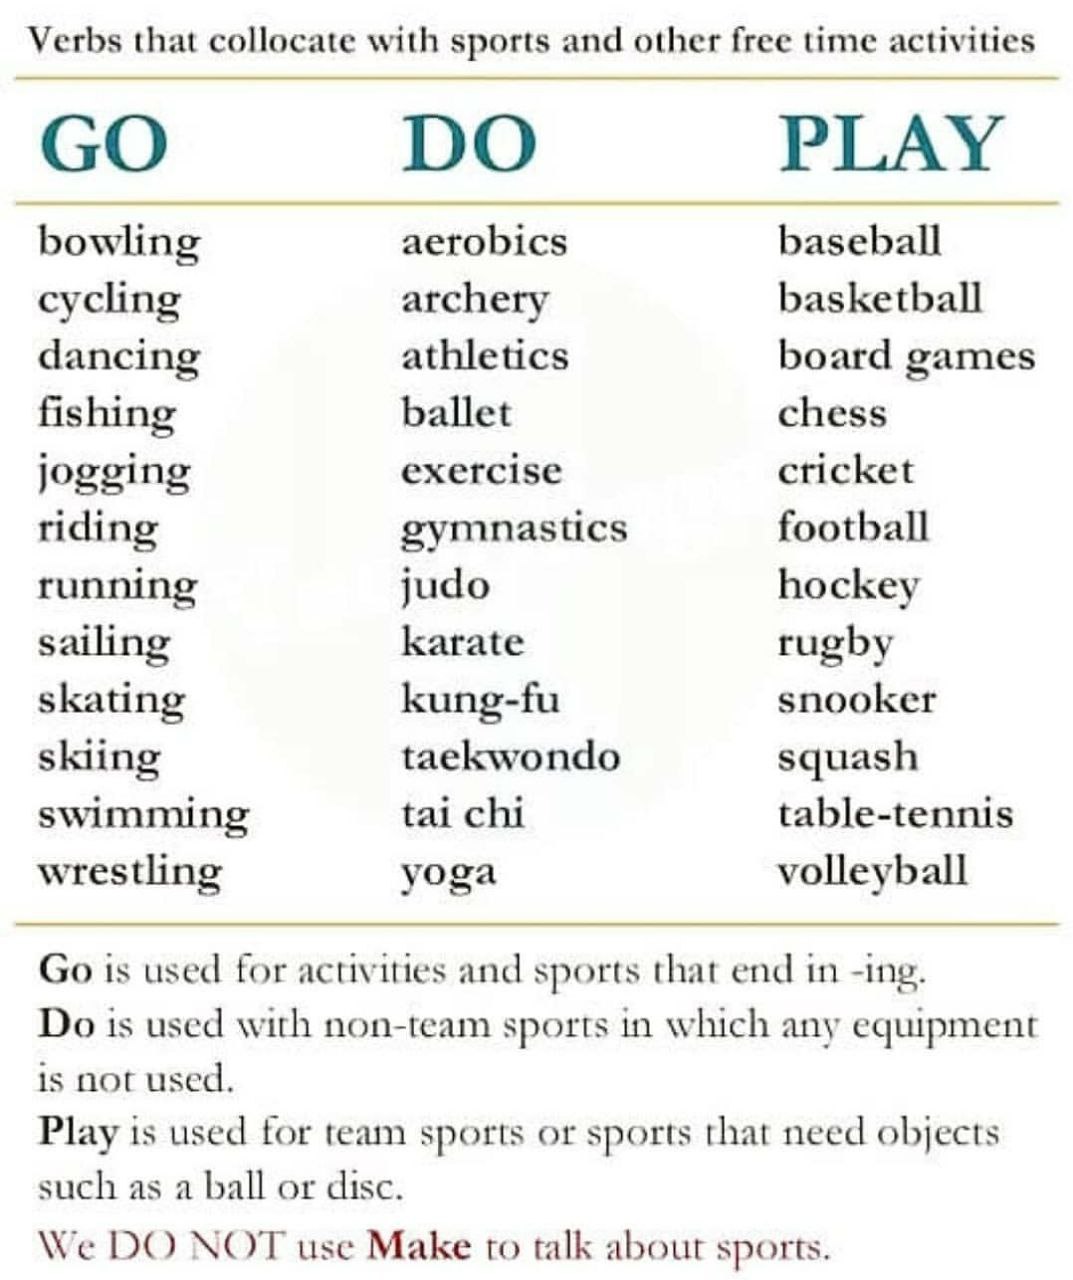 Verbs that collocate with sports and other free time activities
GO DO PLAY
bowling aerobics baseball
cycling archery basketball
dancing athletics board games
fishing ballet chess
jogging exercise cricket
riding gymnastics football
running judo hockey
sailing karate rugby
skating kung-fu snooker
skiing taekwondo squash
swimming tai chi table-tennis
wrestling yoga volleyball
Go is used for activities and sports that end in -ing.
Do is used with non-team sports in which any equipment
is not used.
Play is used for team sports or sports that need objects
such as a ball or disc.
We DO NOT use Make to talk about sports.